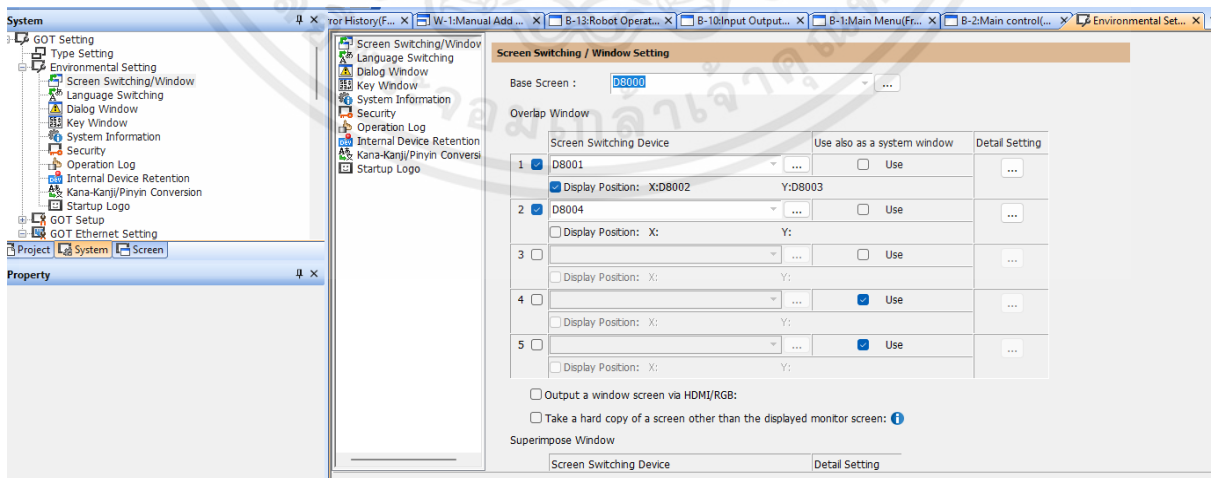 System
GOT Setting
Type Setting
Environmental Setting
Screen Switching/Window
Language Switching
Dialog Window
Key Window
System Information
Security
Operation Log
Internal Device Retention
Kana-Kanji/Pinyin Conversion
Startup Logo
GOT Setup
GOT Ethernet Setting
Project System Screen
Property
ror History(F... W-1:Manual Add ... B-13:Robot Operat... B-10:Input Output... B-1:Main Menu(Fr... B-2:Main control(... Environmental Set...
Screen Switching/Window
Language Switching
Dialog Window
Key Window
System Information
Security
Operation Log
Internal Device Retention
Kana-Kanji/Pinyin Conversi
Startup Logo
Screen Switching / Window Setting
Base Screen : D8000 ...
Overlap Window
Screen Switching Device Use also as a system window Detail Setting
1 D8001 ... Use ...
Display Position: X:D8002 Y:D8003
2 D8004 ... Use ...
Display Position: X: Y:
3 ... Use ...
Display Position: X: Y:
4 ... Use ...
Display Position: X: Y:
5 ... Use ...
Display Position: X: Y:
Output a window screen via HDMI/RGB:
Take a hard copy of a screen other than the displayed monitor screen:
Superimpose Window
Screen Switching Device Detail Setting